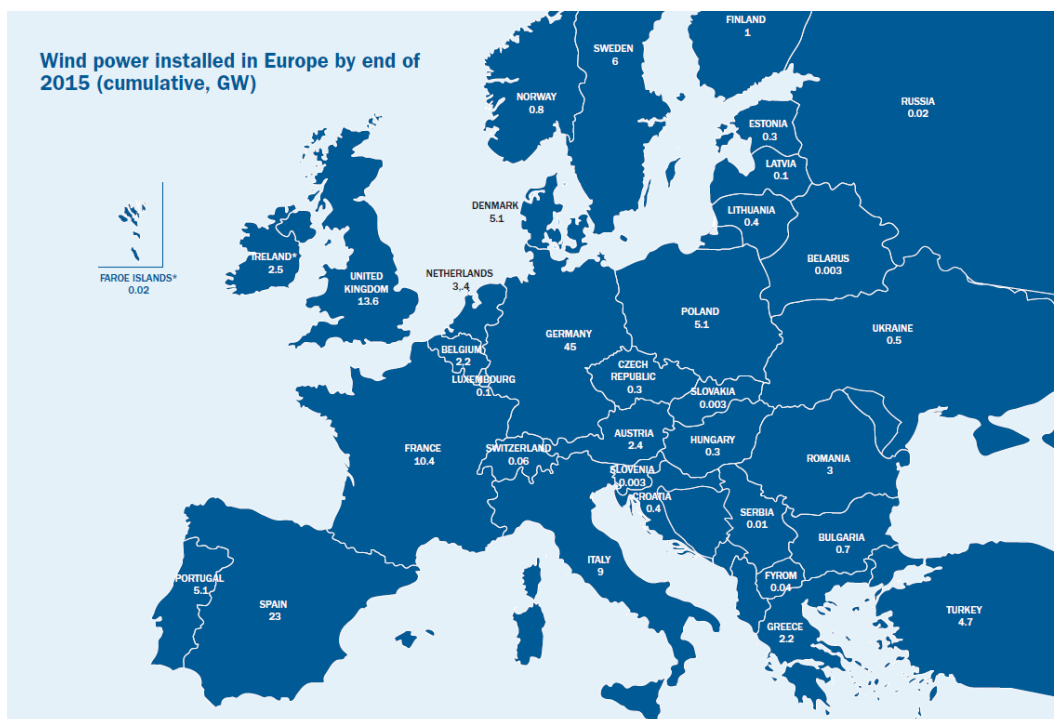 Wind power installed in Europe by end of
2015 (cumulative, GW)
FINLAND
1
SWEDEN
6
NORWAY
0.8
RUSSIA
0.02
ESTONIA
0.3
LATVIA
0.1
LITHUANIA
0.4
DENMARK
5.1
BELARUS
0.003
IRELAND*
2.5
FAROE ISLANDS*
0.02
UNITED
KINGDOM
13.6
NETHERLANDS
3..4
POLAND
5.1
UKRAINE
0.5
GERMANY
45
BELGIUM
2.2
LUXEMBOURG
0.1
CZECH
REPUBLIC
0.3
SLOVAKIA
0.003
FRANCE
10.4
SWITZERLAND
0.06
AUSTRIA
2.4
HUNGARY
0.3
ROMANIA
3
SLOVENIA
0.003
CROATIA
0.4
SERBIA
0.01
BULGARIA
0.7
ITALY
9
PORTUGAL
5.1
SPAIN
23
FYROM
0.04
GREECE
2.2
TURKEY
4.7